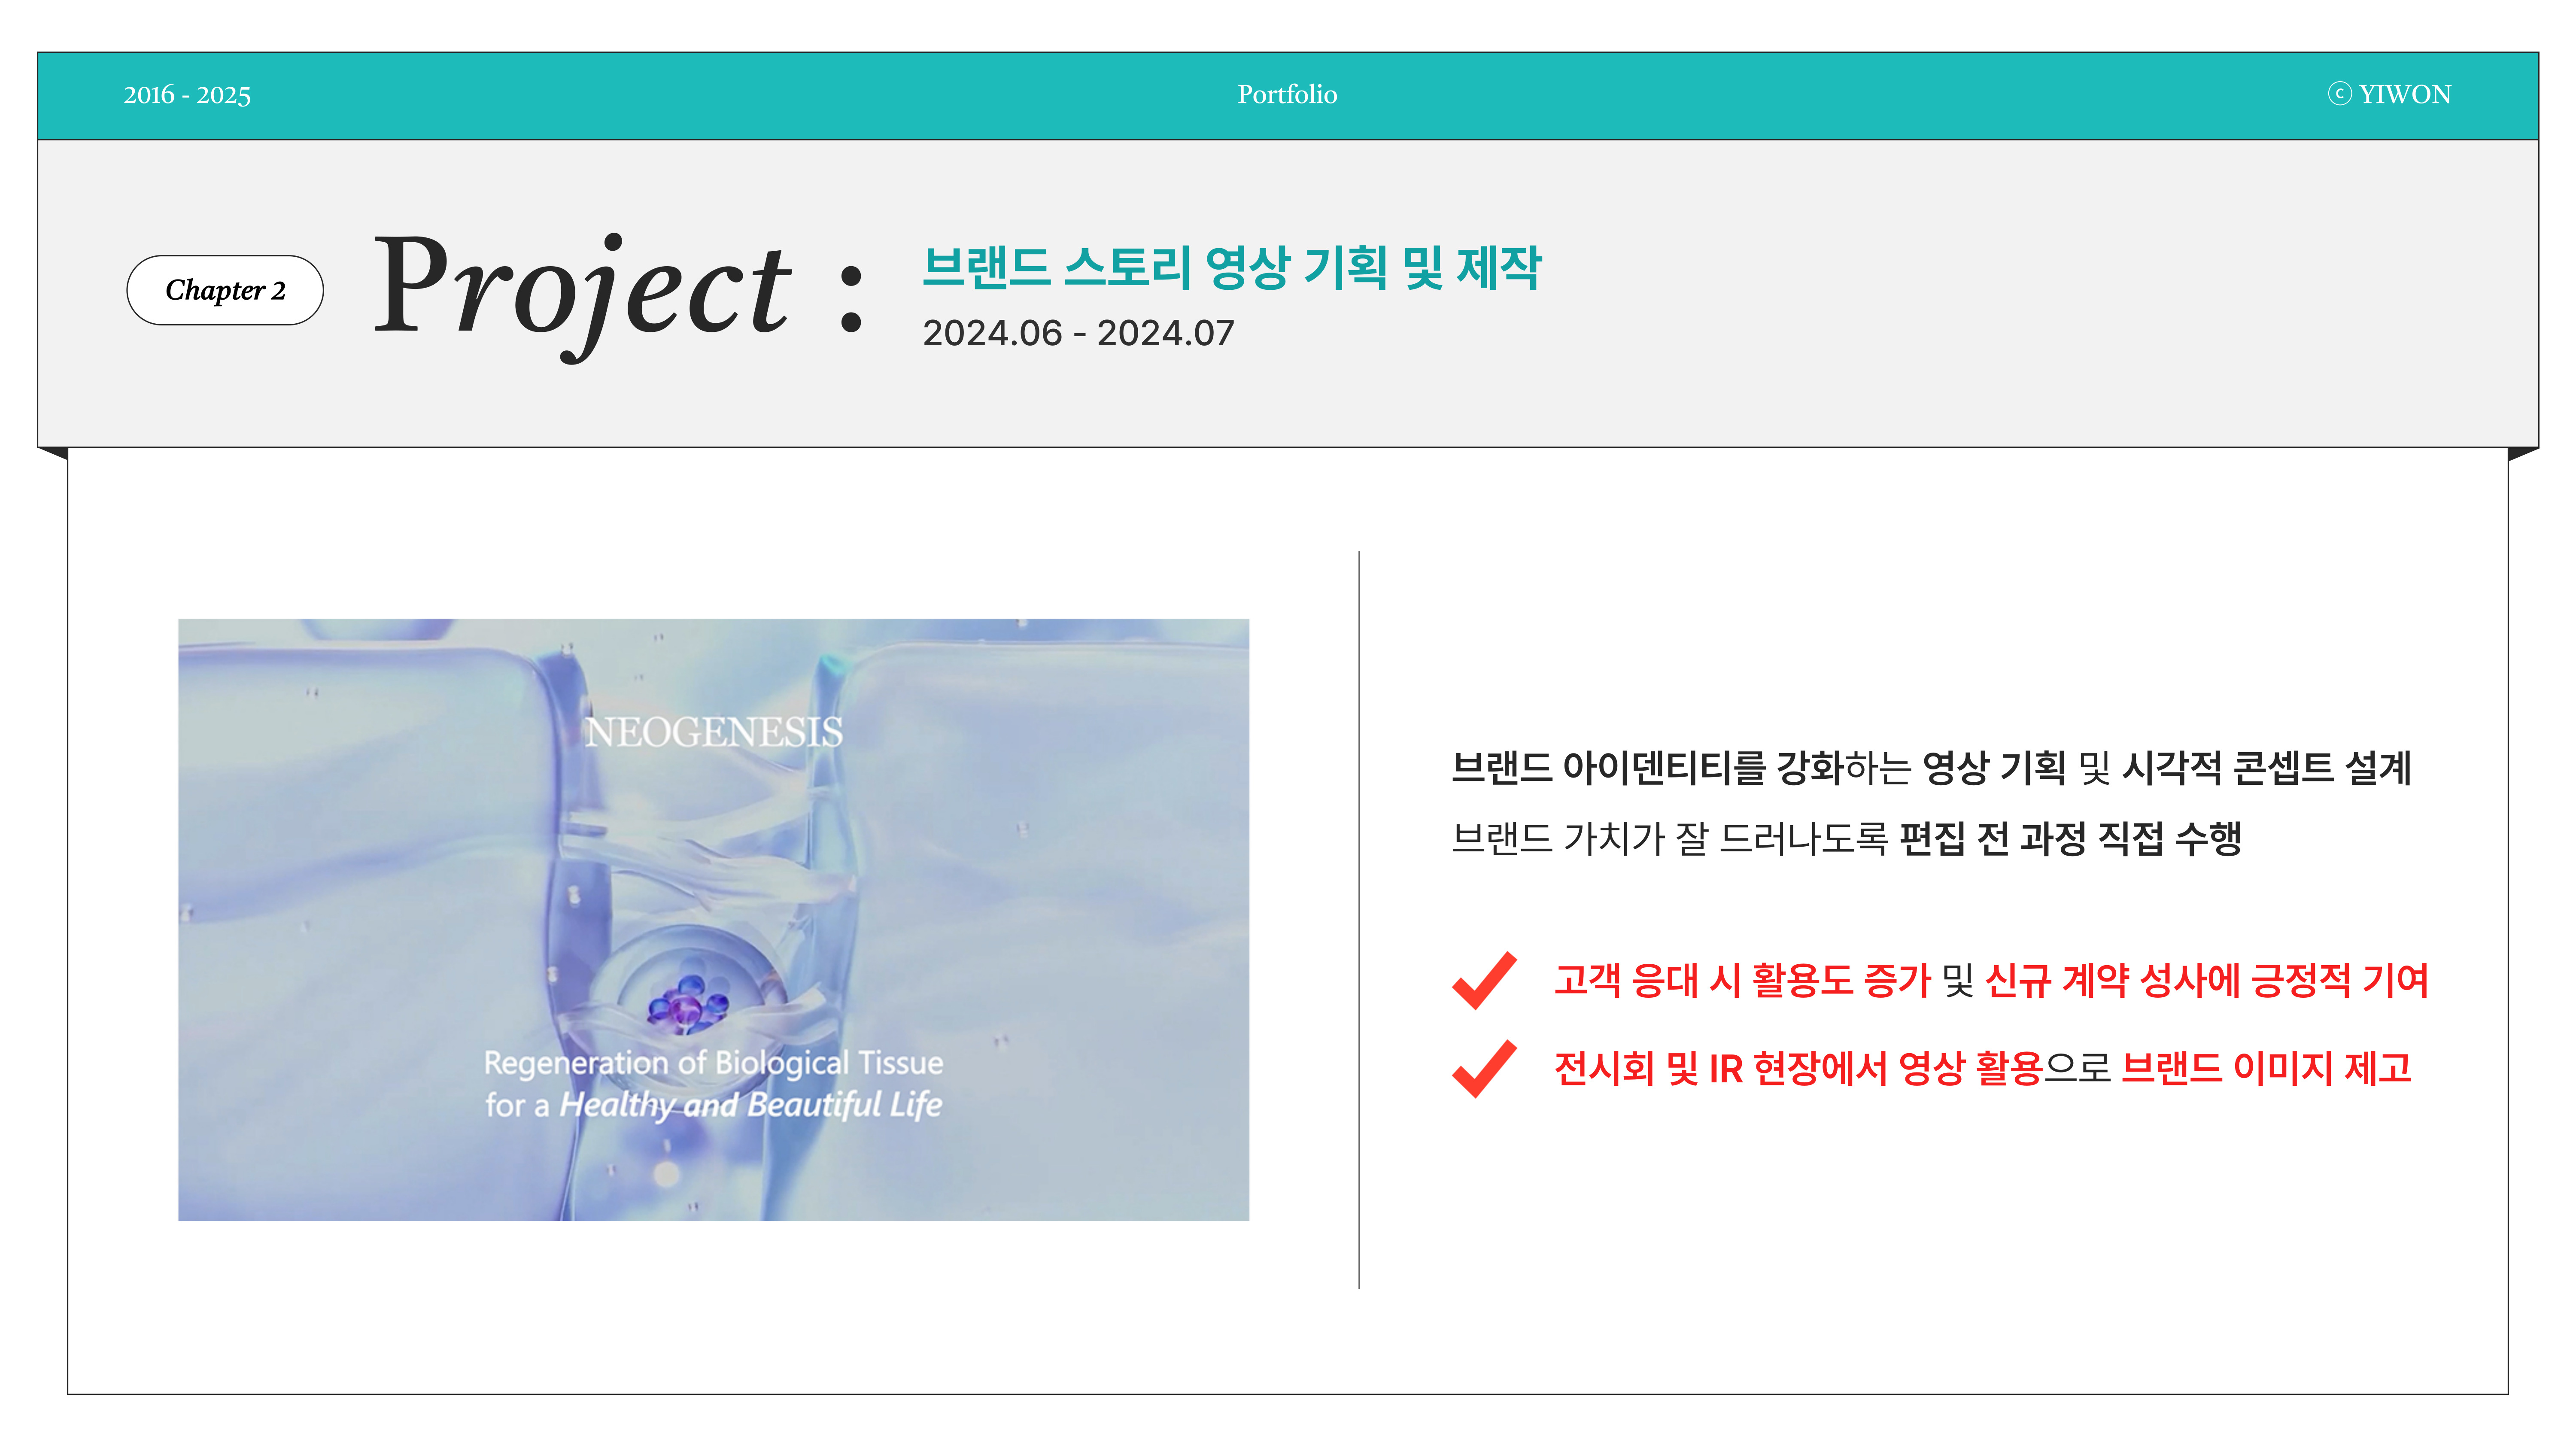 2016 - 2025
Portfolio
ⓒ YIWON
Chapter 2
Project :
브랜드 스토리 영상 기획 및 제작
2024.06 - 2024.07
NEOGENESIS
Regeneration of Biological Tissue
for a Healthy and Beautiful Life
브랜드 아이덴티티를 강화하는 영상 기획 및 시각적 콘셉트 설계
브랜드 가치가 잘 드러나도록 편집 전 과정 직접 수행
고객 응대 시 활용도 증가 및 신규 계약 성사에 긍정적 기여
전시회 및 IR 현장에서 영상 활용으로 브랜드 이미지 제고